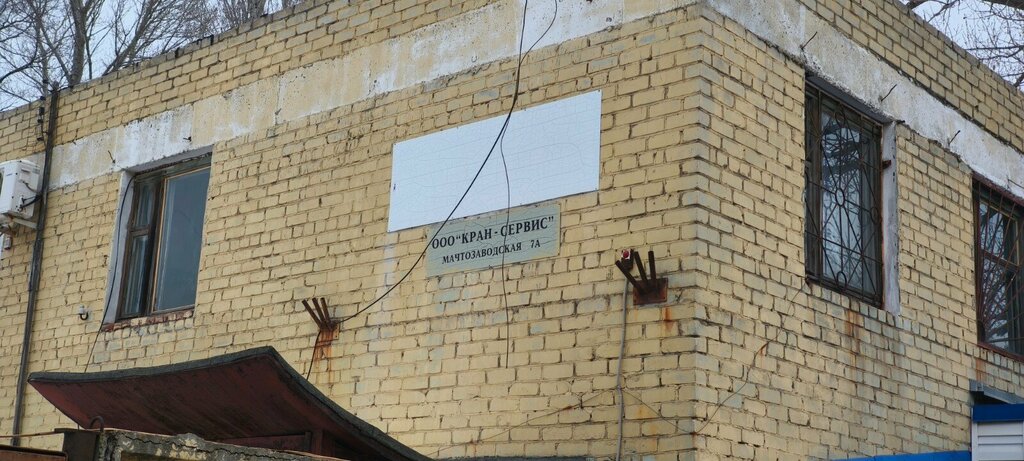 ООО "КРАН-СЕРВИС"
МАЧТОЗАВОДСКАЯ 7А